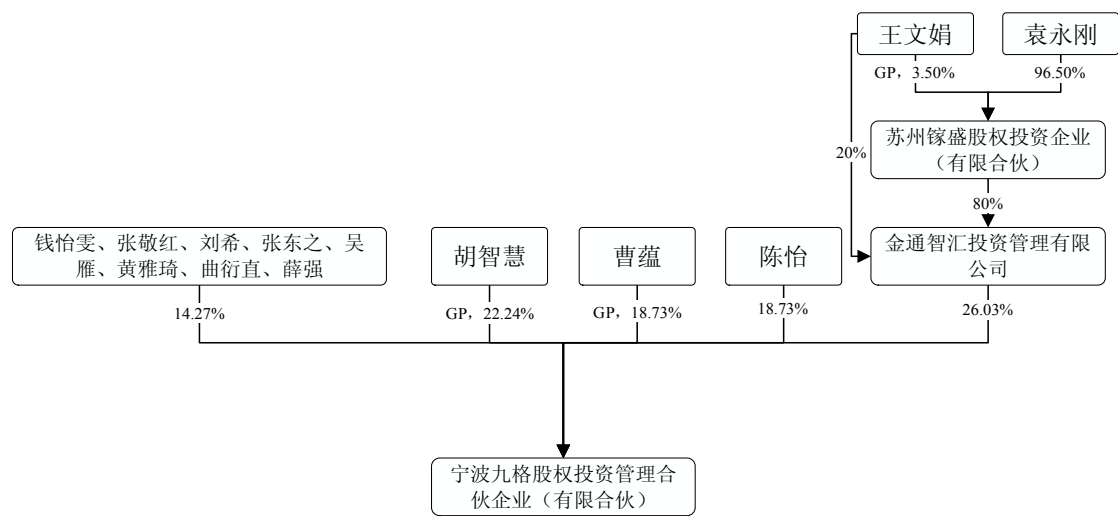 王文娟
袁永刚
GP，3.50%
96.50%
苏州镓盛股权投资企业
（有限合伙）
20%
80%
钱怡雯、张敬红、刘希、张东之、吴
雁、黄雅琦、曲衍直、薛强
胡智慧
曹蕴
陈怡
金通智汇投资管理有限
公司
14.27%
GP，22.24%
GP，18.73%
18.73%
26.03%
宁波九格股权投资管理合
伙企业（有限合伙）